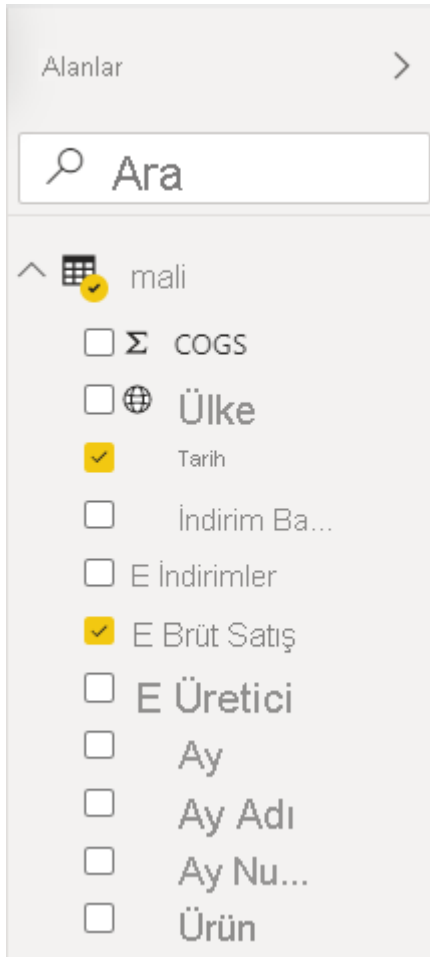 Alanlar
Ara
mali
Σ COGS
Ülke
Tarih
İndirim Ba...
E İndirimler
E Brüt Satış
E Üretici
Ay
Ay Adı
Ay Nu...
Ürün